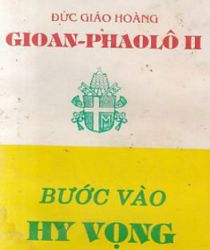 ĐỨC GIÁO HOÀNG
GIOAN-PHAOLÔ II
BƯỚC VÀO
HY VỌNG